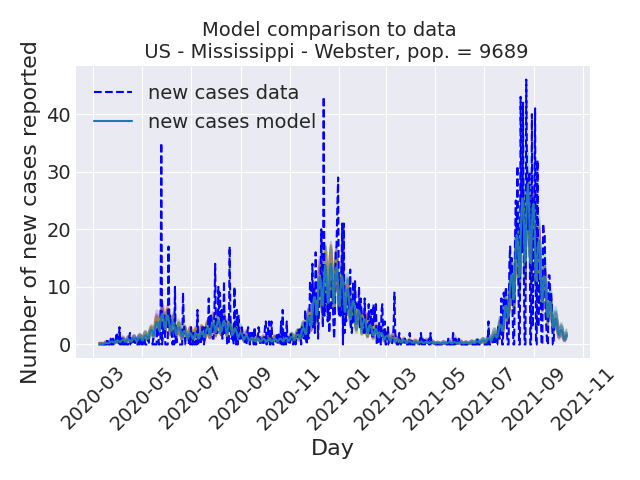 Model comparison to data
US - Mississippi - Webster, pop. = 9689
Number of new cases reported
new cases data
new cases model
40
30
20
10
0
2020-03
2020-05
2020-07
2020-09
2020-11
2021-01
2021-03
2021-05
2021-07
2021-09
2021-11
Day